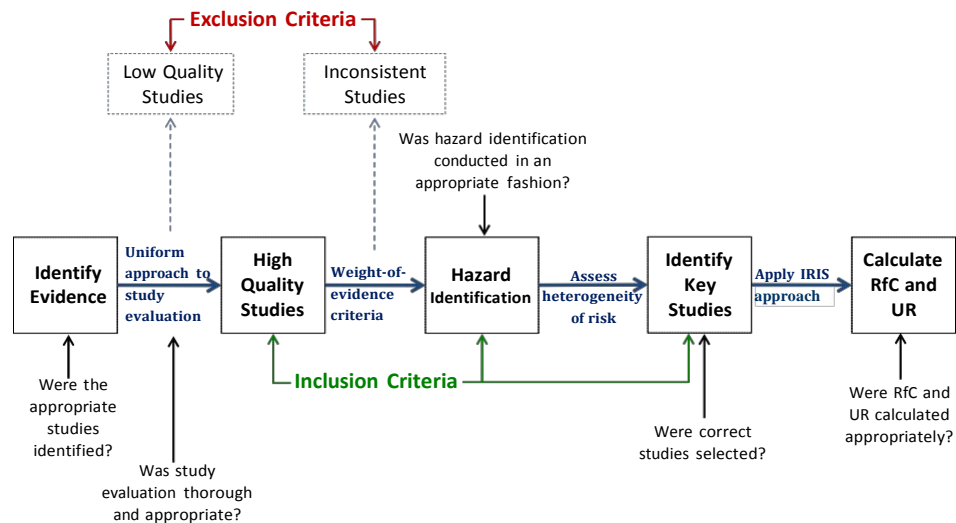 Exclusion Criteria
Low Quality
Studies
Inconsistent
Studies
Was hazard identification
conducted in an
appropriate fashion?
Identify
Evidence
Uniform
approach to
study
evaluation
High
Quality
Studies
Weight-of-
evidence
criteria
Hazard
Identification
Assess
heterogeneity
of risk
Identify
Key
Studies
Apply IRIS
approach
Calculate
RfC and
UR
Inclusion Criteria
Were the
appropriate
studies
identified?
Was study
evaluation thorough
and appropriate?
Were correct
studies selected?
Were RfC and
UR calculated
appropriately?